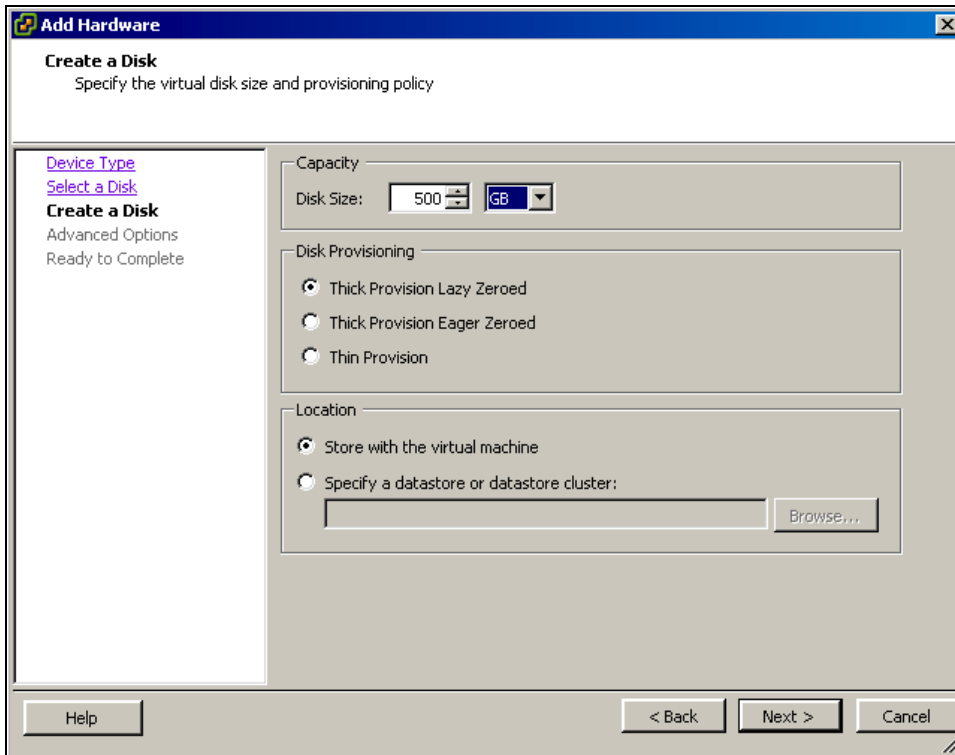 Add Hardware
Create a Disk
Specify the virtual disk size and provisioning policy
Device Type
Select a Disk
Create a Disk
Advanced Options
Ready to Complete
Capacity
Disk Size: 500 GB
Disk Provisioning
Thick Provision Lazy Zeroed
Thick Provision Eager Zeroed
Thin Provision
Location
Store with the virtual machine
Specify a datastore or datastore cluster:
Browse...
Help
< Back
Next >
Cancel